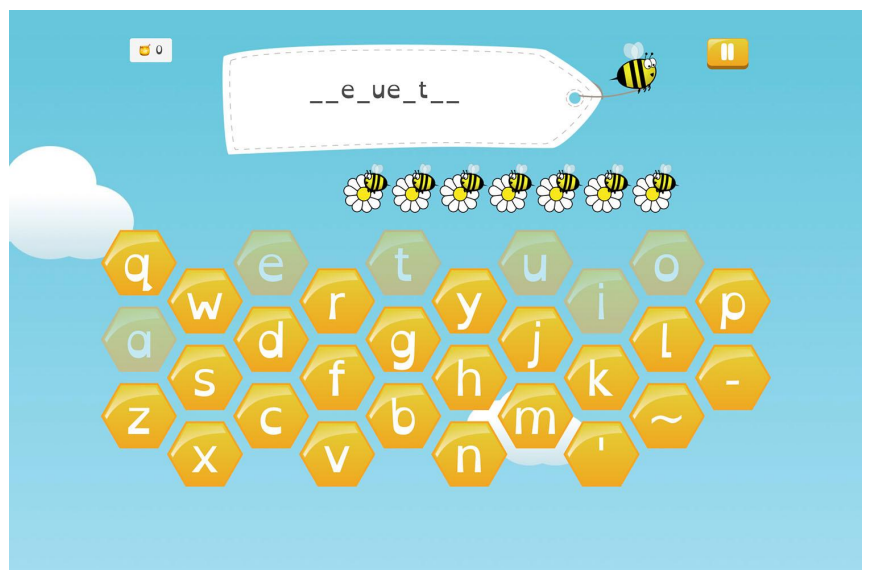 0
__e_ue_t__
q e t u o
w r y i p
a d g j l
s f h k -
z c b m ~
x v n '